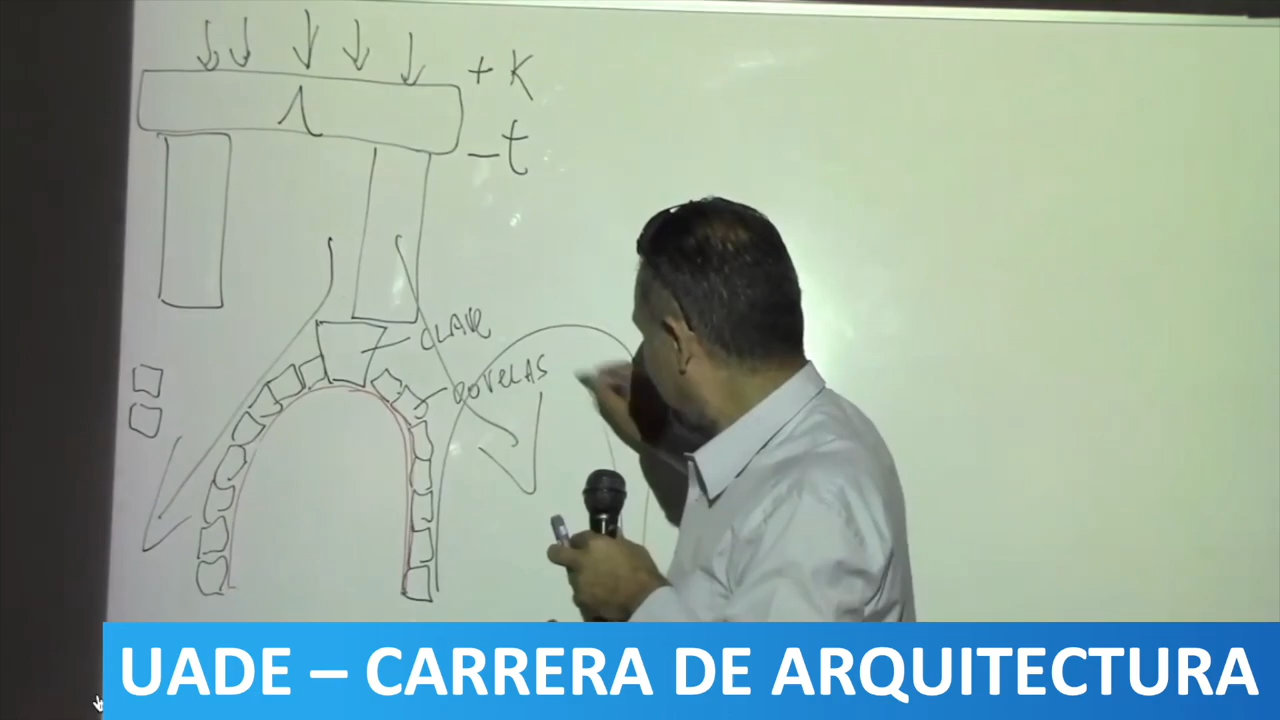 + K
- t
CLAVE
DOVELAS
UADE – CARRERA DE ARQUITECTURA